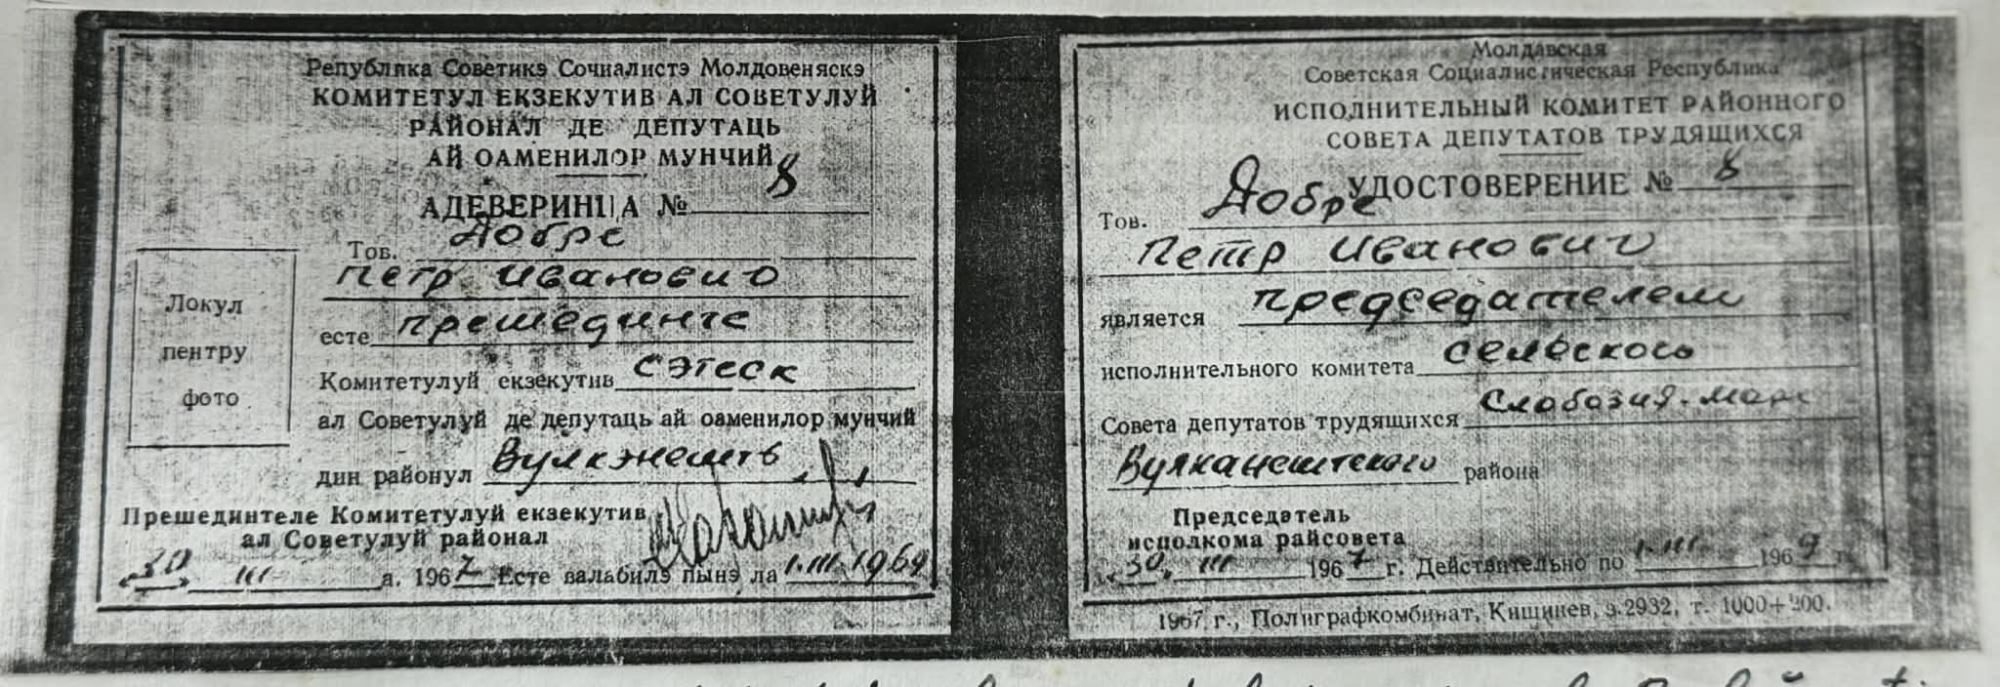 Република Советикэ Сочиалистэ Молдовеняскэ
КОМИТЕТУЛ ЕКЗЕКУТИВ АЛ СОВЕТУЛУЙ
РАЙОНАЛ ДЕ ДЕПУТАЦЬ
АЙ ОАМЕНИЛОР МУНЧИЙ
АДЕВЕРИНЦА № 8
Тов. Добре
Петр Иванович
есте прешединте
Комитетулуй екзекутив сэтеск
ал Советулуй де депутаць ай оаменилор мунчий
дин районул Вулкэнешть
Локул
пентру
фото
Прешединтеле Комитетулуй екзекутив
ал Советулуй районал
30 III а. 1967 Есте валабилэ пынэ ла 1.III.1969
Молдавская
Советская Социалистическая Республика
ИСПОЛНИТЕЛЬНЫЙ КОМИТЕТ РАЙОННОГО
СОВЕТА ДЕПУТАТОВ ТРУДЯЩИХСЯ
УДОСТОВЕРЕНИЕ № 8
Тов. Добре
Петр Иванович
является председателем
исполнительного комитета сельского
Совета депутатов трудящихся Слобозия-Маре
Вулканештского района
Председатель
исполкома райсовета
30. III 1967 г. Действительно по 1.III 1969 г.
1967 г., Полиграфкомбинат, Кишинев, з.2932, т. 1000+200.